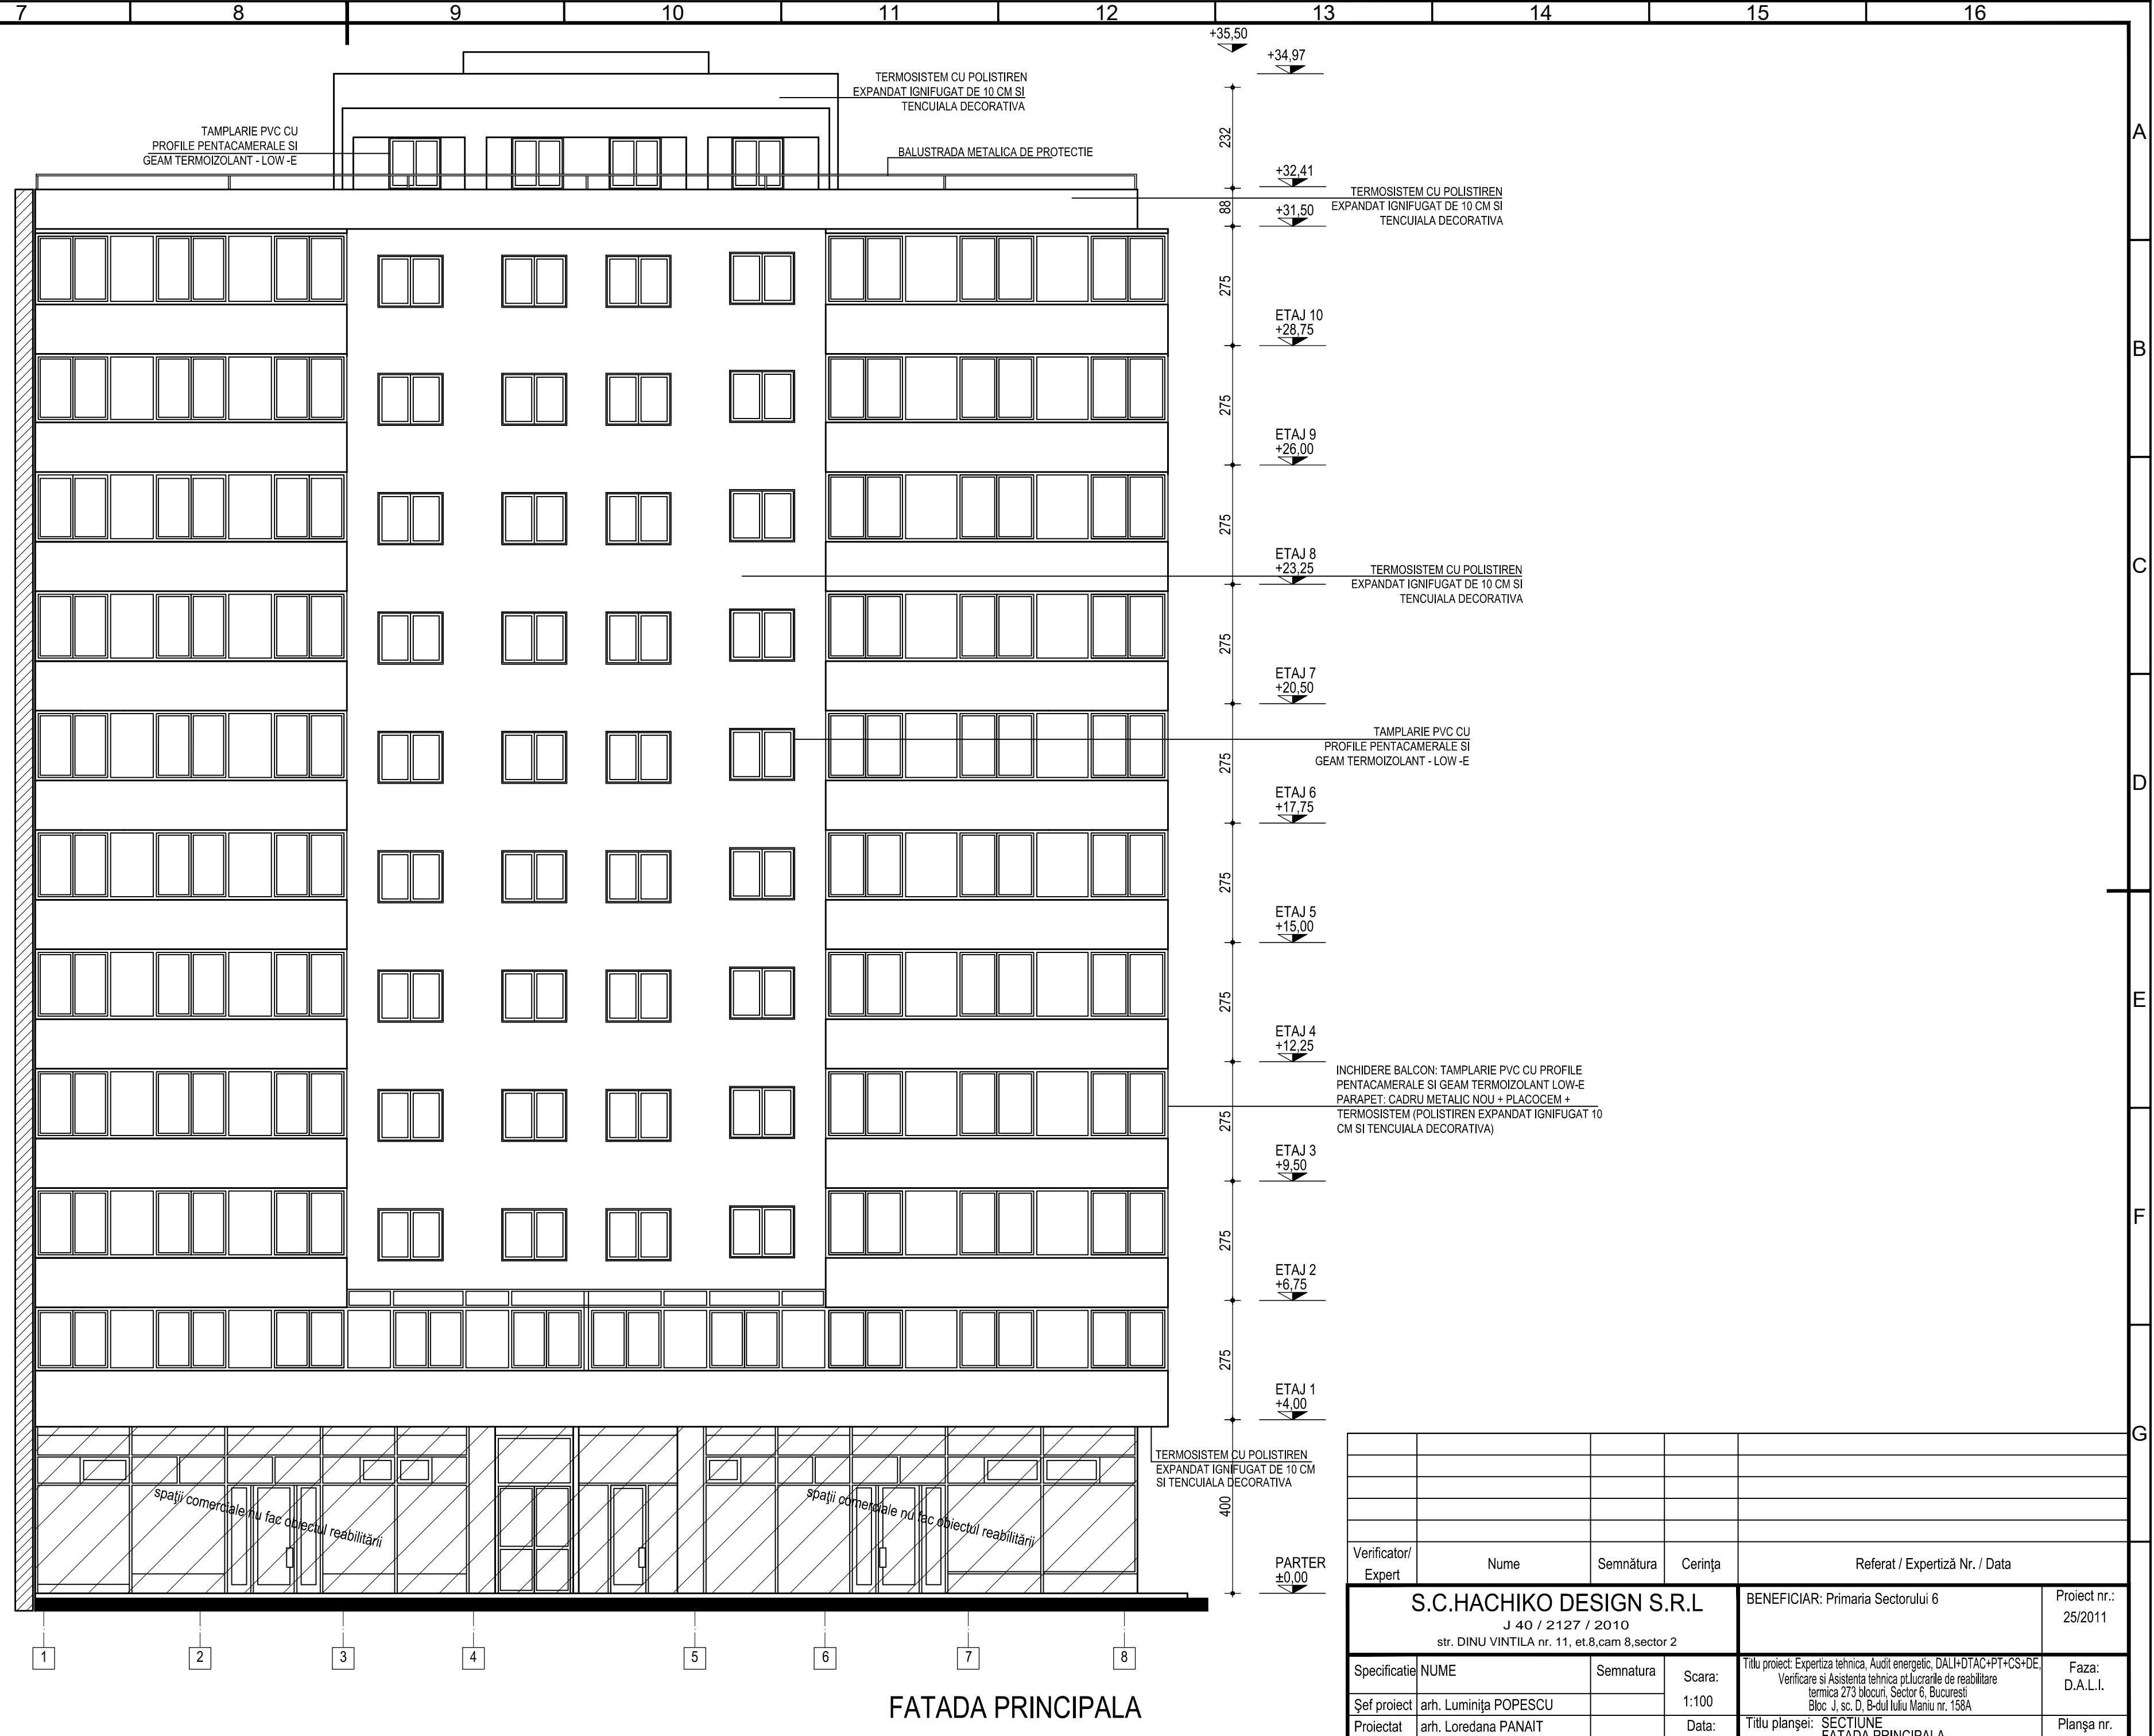 7 8 9 10 11 12 13 14 15 16
+35,50
+34,97
TERMOSISTEM CU POLISTIREN
EXPANDAT IGNIFUGAT DE 10 CM SI
TENCUIALA DECORATIVA
TAMPLARIE PVC CU
PROFILE PENTACAMERALE SI
GEAM TERMOIZOLANT - LOW -E
BALUSTRADA METALICA DE PROTECTIE
232
A
+32,41
TERMOSISTEM CU POLISTIREN
EXPANDAT IGNIFUGAT DE 10 CM SI
TENCUIALA DECORATIVA
88
+31,50
275
ETAJ 10
+28,75
B
275
ETAJ 9
+26,00
275
ETAJ 8
+23,25
C
TERMOSISTEM CU POLISTIREN
EXPANDAT IGNIFUGAT DE 10 CM SI
TENCUIALA DECORATIVA
275
ETAJ 7
+20,50
TAMPLARIE PVC CU
PROFILE PENTACAMERALE SI
GEAM TERMOIZOLANT - LOW -E
275
D
ETAJ 6
+17,75
275
ETAJ 5
+15,00
275
E
ETAJ 4
+12,25
INCHIDERE BALCON: TAMPLARIE PVC CU PROFILE
PENTACAMERALE SI GEAM TERMOIZOLANT LOW-E
PARAPET: CADRU METALIC NOU + PLACOCEM +
TERMOSISTEM (POLISTIREN EXPANDAT IGNIFUGAT 10
CM SI TENCUIALA DECORATIVA)
275
ETAJ 3
+9,50
F
275
ETAJ 2
+6,75
275
ETAJ 1
+4,00
G
TERMOSISTEM CU POLISTIREN
EXPANDAT IGNIFUGAT DE 10 CM
SI TENCUIALA DECORATIVA
400
spaţii comerciale nu fac obiectul reabilitării
spaţii comerciale nu fac obiectul reabilitării
PARTER
±0,00
1 2 3 4 5 6 7 8
FATADA PRINCIPALA
Verificator/
Expert
Nume
Semnătura
Cerinţa
Referat / Expertiză Nr. / Data
S.C.HACHIKO DESIGN S.R.L
J 40 / 2127 / 2010
str. DINU VINTILA nr. 11, et.8,cam 8,sector 2
BENEFICIAR: Primaria Sectorului 6
Proiect nr.:
25/2011
Specificatie
NUME
Semnatura
Scara:
1:100
Titlu proiect: Expertiza tehnica, Audit energetic, DALI+DTAC+PT+CS+DE,
Verificare si Asistenta tehnica pt.lucrarile de reabilitare
termica 273 blocuri, Sector 6, Bucuresti
Bloc J, sc. D, B-dul Iuliu Maniu nr. 158A
Faza:
D.A.L.I.
Şef proiect
arh. Luminiţa POPESCU
Proiectat
arh. Loredana PANAIT
Data:
Titlu planşei: SECTIUNE
FATADA PRINCIPALA
Planşa nr.